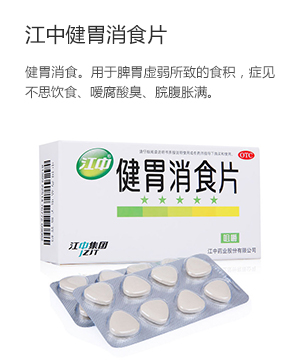 江中健胃消食片
健胃消食。用于脾胃虚弱所致的食积，症见
不思饮食、嗳腐酸臭、脘腹胀满。
OTC
江中
健胃消食片
咀嚼
江中集团
JZJT
江中药业股份有限公司